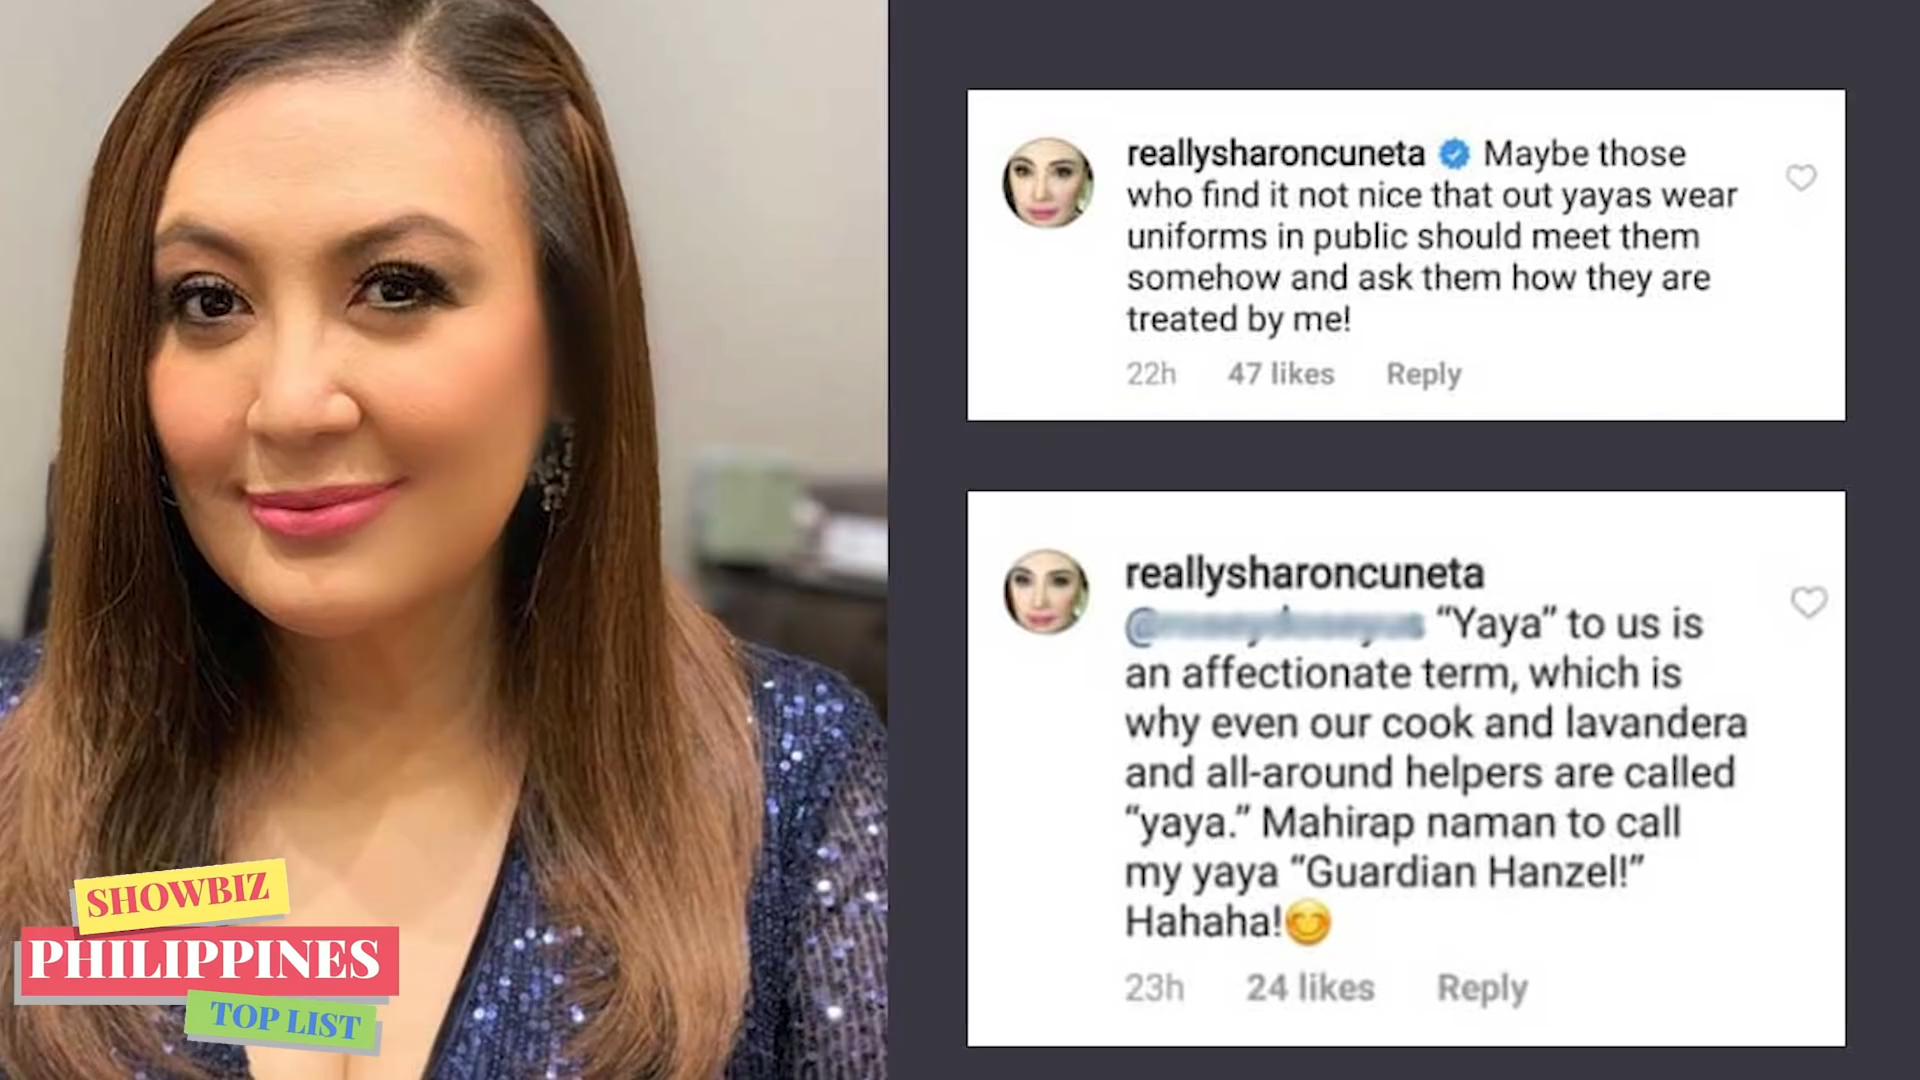 reallysharoncuneta Maybe those
who find it not nice that out yayas wear
uniforms in public should meet them
somehow and ask them how they are
treated by me!
22h 47 likes Reply
reallysharoncuneta
“Yaya” to us is
an affectionate term, which is
why even our cook and lavandera
and all-around helpers are called
“yaya.” Mahirap naman to call
my yaya “Guardian Hanzel!”
Hahaha!😊
23h 24 likes Reply
SHOWBIZ
PHILIPPINES
TOP LIST